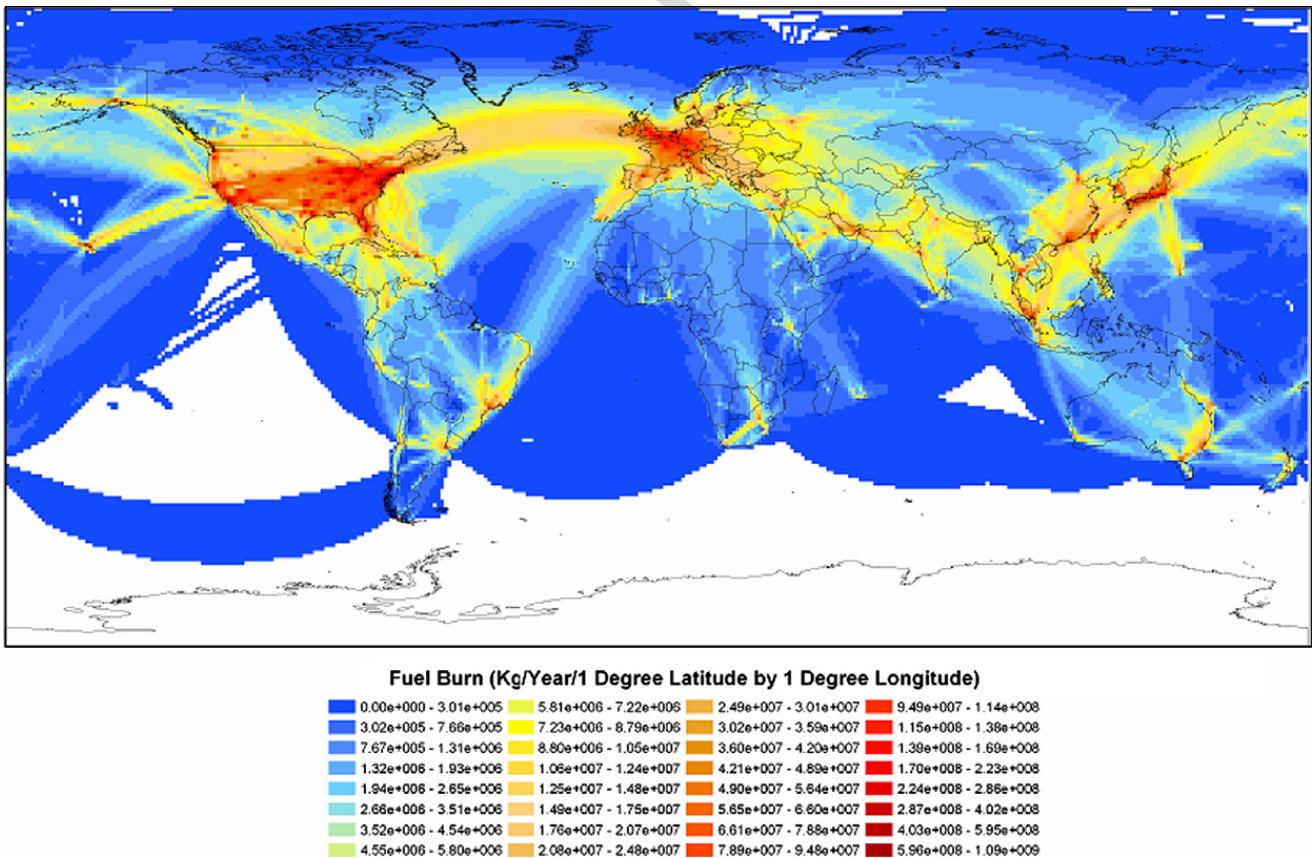 Fuel Burn (Kg/Year/1 Degree Latitude by 1 Degree Longitude)
0.00e+000 - 3.01e+005 5.81e+006 - 7.22e+006 2.49e+007 - 3.01e+007 9.49e+007 - 1.14e+008
3.02e+005 - 7.66e+005 7.23e+006 - 8.79e+006 3.02e+007 - 3.59e+007 1.15e+008 - 1.38e+008
7.67e+005 - 1.31e+006 8.80e+006 - 1.05e+007 3.60e+007 - 4.20e+007 1.39e+008 - 1.69e+008
1.32e+006 - 1.93e+006 1.06e+007 - 1.24e+007 4.21e+007 - 4.89e+007 1.70e+008 - 2.23e+008
1.94e+006 - 2.65e+006 1.25e+007 - 1.48e+007 4.90e+007 - 5.64e+007 2.24e+008 - 2.86e+008
2.66e+006 - 3.51e+006 1.49e+007 - 1.75e+007 5.65e+007 - 6.60e+007 2.87e+008 - 4.02e+008
3.52e+006 - 4.54e+006 1.76e+007 - 2.07e+007 6.61e+007 - 7.88e+007 4.03e+008 - 5.95e+008
4.55e+006 - 5.80e+006 2.08e+007 - 2.48e+007 7.89e+007 - 9.48e+007 5.96e+008 - 1.09e+009